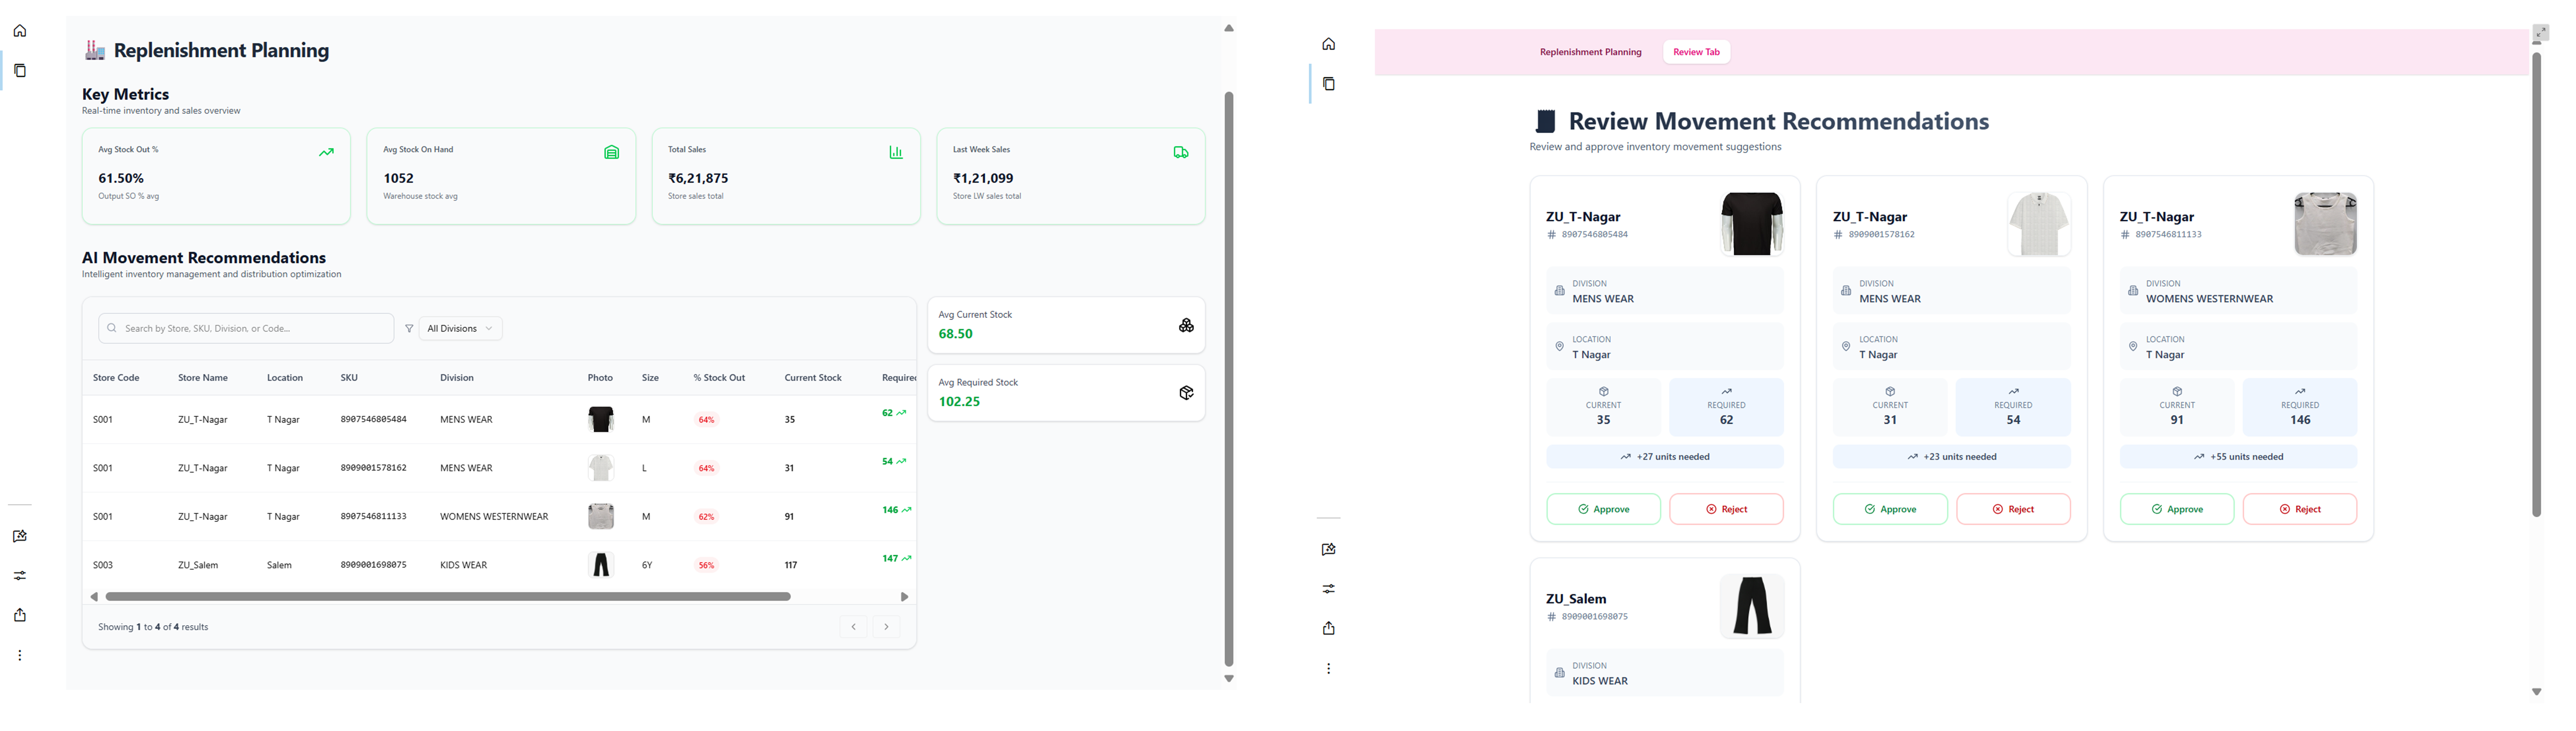 Replenishment Planning
Key Metrics
Real-time inventory and sales overview
Avg Stock Out %
61.50%
Output SO % avg
Avg Stock On Hand
1052
Warehouse stock avg
Total Sales
₹6,21,875
Store sales total
Last Week Sales
₹1,21,099
Store LW sales total
AI Movement Recommendations
Intelligent inventory management and distribution optimization
Search by Store, SKU, Division, or Code...
All Divisions
Store Code Store Name Location SKU Division Photo Size % Stock Out Current Stock Required
S001 ZU_T-Nagar T Nagar 8907546805484 MENS WEAR M 64% 35 62
S001 ZU_T-Nagar T Nagar 8909001578162 MENS WEAR L 64% 31 54
S001 ZU_T-Nagar T Nagar 8907546811133 WOMENS WESTERNWEAR M 62% 91 146
S003 ZU_Salem Salem 8909001698075 KIDS WEAR 6Y 56% 117 147
Showing 1 to 4 of 4 results
Avg Current Stock
68.50
Avg Required Stock
102.25
Replenishment Planning Review Tab
Review Movement Recommendations
Review and approve inventory movement suggestions
ZU_T-Nagar
# 8907546805484
DIVISION
MENS WEAR
LOCATION
T Nagar
CURRENT
35
REQUIRED
62
+27 units needed
Approve Reject
ZU_T-Nagar
# 8909001578162
DIVISION
MENS WEAR
LOCATION
T Nagar
CURRENT
31
REQUIRED
54
+23 units needed
Approve Reject
ZU_T-Nagar
# 8907546811133
DIVISION
WOMENS WESTERNWEAR
LOCATION
T Nagar
CURRENT
91
REQUIRED
146
+55 units needed
Approve Reject
ZU_Salem
# 8909001698075
DIVISION
KIDS WEAR